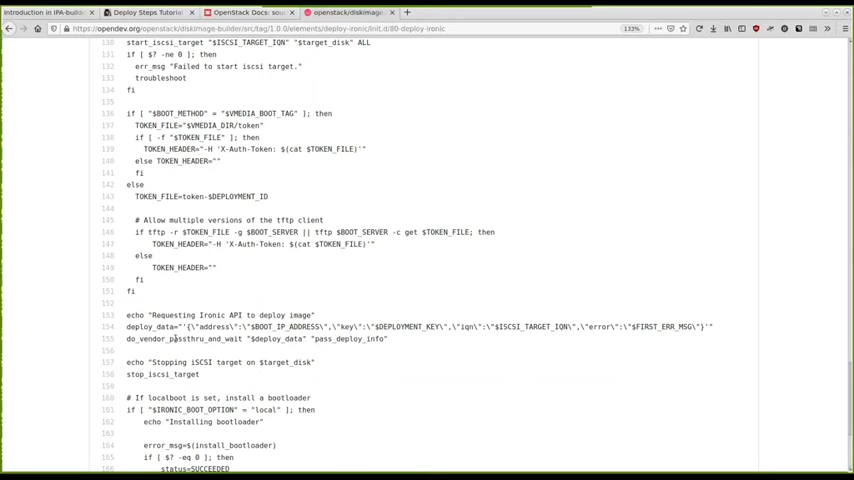 Introduction in IPA-build
Deploy Steps Tutorial
OpenStack Docs: sour
openstack/diskimage-
https://opendev.org/openstack/diskimage-builder/src/tag/1.0.0/elements/deploy-ironic/init.d/80-deploy-ironic
133%
130 start_iscsi_target "$ISCSI_TARGET_IQN" "$target_disk" ALL
131 if [ $? -ne 0 ]; then
132 err_msg "Failed to start iscsi target."
133 troubleshoot
134 fi
135
136 if [ "$BOOT_METHOD" = "$VMEDIA_BOOT_TAG" ]; then
137 TOKEN_FILE="$VMEDIA_DIR/token"
138 if [ -f "$TOKEN_FILE" ]; then
139 TOKEN_HEADER="-H 'X-Auth-Token: $(cat $TOKEN_FILE)'"
140 else TOKEN_HEADER=""
141 fi
142 else
143 TOKEN_FILE=token-$DEPLOYMENT_ID
144
145 # Allow multiple versions of the tftp client
146 if tftp -r $TOKEN_FILE -g $BOOT_SERVER || tftp $BOOT_SERVER -c get $TOKEN_FILE; then
147 TOKEN_HEADER="-H 'X-Auth-Token: $(cat $TOKEN_FILE)'"
148 else
149 TOKEN_HEADER=""
150 fi
151 fi
152
153 echo "Requesting Ironic API to deploy image"
154 deploy_data="'{\"address\":\"$BOOT_IP_ADDRESS\",\"key\":\"$DEPLOYMENT_KEY\",\"iqn\":\"$ISCSI_TARGET_IQN\",\"error\":\"$FIRST_ERR_MSG\"}'"
155 do_vendor_passthru_and_wait "$deploy_data" "pass_deploy_info"
156
157 echo "Stopping iSCSI target on $target_disk"
158 stop_iscsi_target
159
160 # If localboot is set, install a bootloader
161 if [ "$IRONIC_BOOT_OPTION" = "local" ]; then
162 echo "Installing bootloader"
163
164 error_msg=$(install_bootloader)
165 if [ $? -eq 0 ]; then
166 status=SUCCEEDED